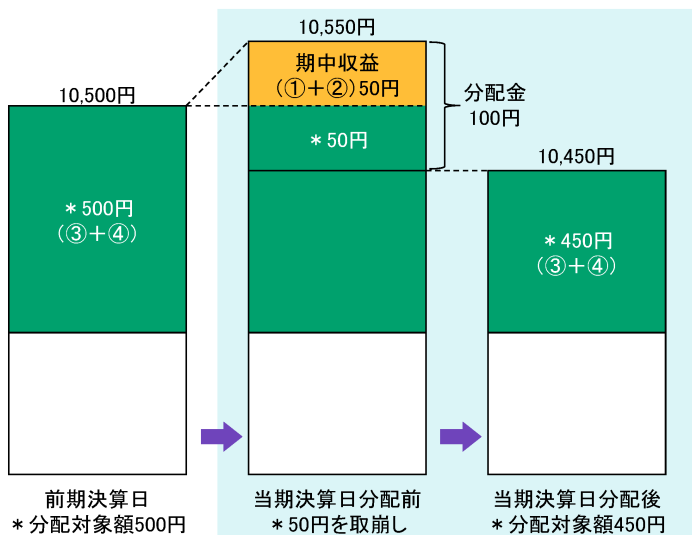 10,550円
期中収益
(①＋②)50円
分配金
100円
10,500円
＊50円
10,450円
＊500円
(③＋④)
＊450円
(③＋④)
前期決算日
＊分配対象額500円
当期決算日分配前
＊50円を取崩し
当期決算日分配後
＊分配対象額450円